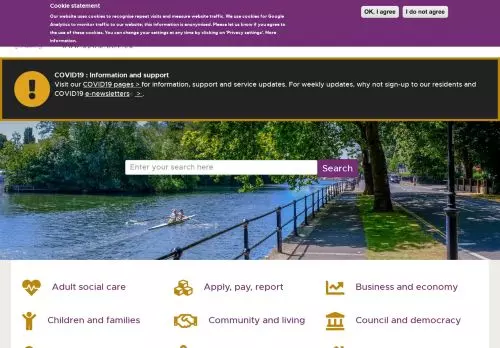 Cookie statement
Our website uses cookies to recognise repeat visits and measure website traffic. We use cookies for Google
Analytics to monitor traffic to our website; this information is anonymised. Please let us know if you agree to
the use of these cookies. You can change your settings at any time by clicking on 'Privacy settings'. More
information.
OK, I agree
I do not agree
COVID19 : Information and support
Visit our COVID19 pages > for information, support and service updates. For weekly updates, why not sign-up to our residents and
COVID19 e-newsletters > .
Enter your search here
Search
Adult social care
Apply, pay, report
Business and economy
Children and families
Community and living
Council and democracy